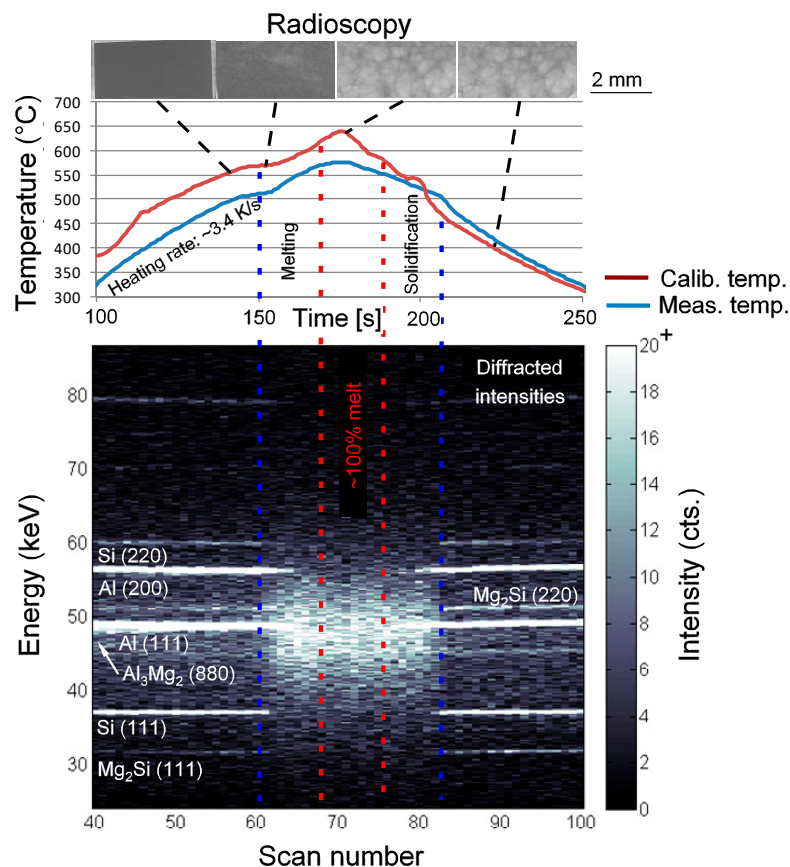 Radioscopy
2 mm
Temperature (°C)
700
650
600
550
500
450
400
350
300
Heating rate: ~3.4 K/s
Melting
Solidification
100
150
Time [s]
200
250
Calib. temp.
Meas. temp.
Diffracted
intensities
~100% melt
Energy (keV)
80
70
60
50
40
30
Si (220)
Al (200)
Mg₂Si (220)
Al (111)
Al₃Mg₂ (880)
Si (111)
Mg₂Si (111)
40
50
60
70
80
90
100
Scan number
20+
18
16
14
12
10
8
6
4
2
0
Intensity (cts.)